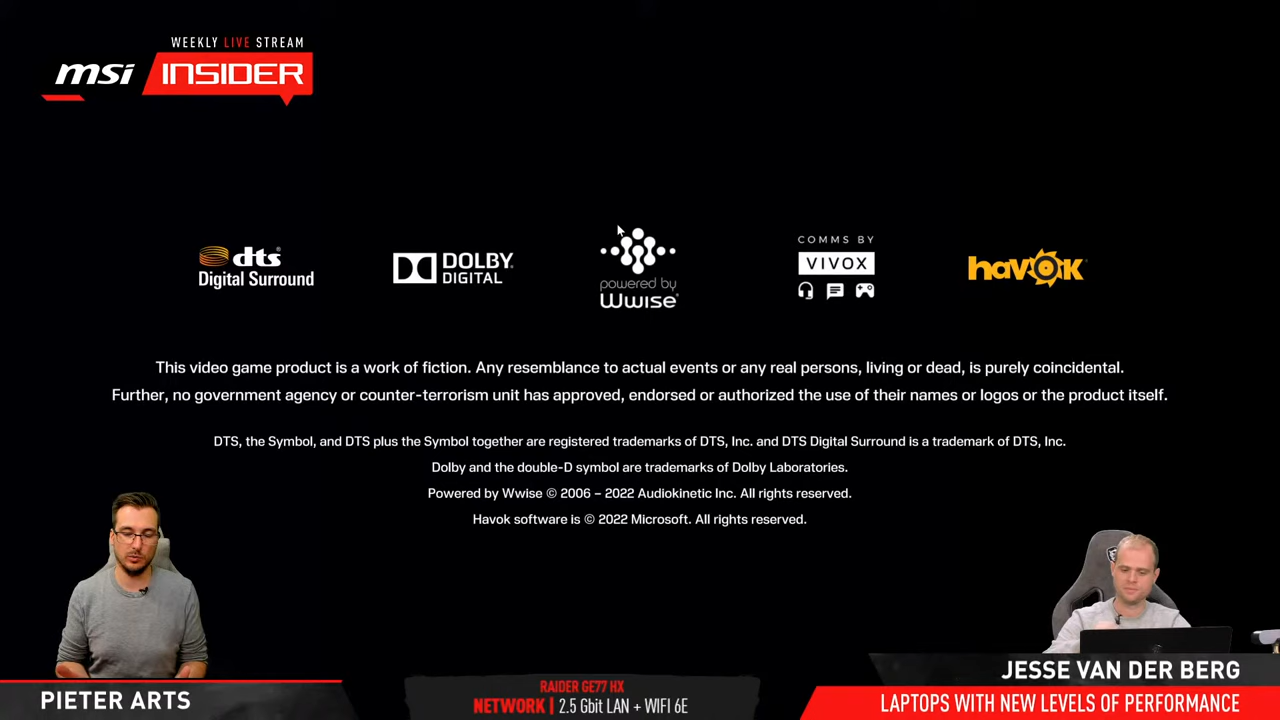 WEEKLY LIVE STREAM
msi INSIDER
dts
Digital Surround
DOLBY
DIGITAL
powered by
Wwise
COMMS BY
VIVOX
havok
This video game product is a work of fiction. Any resemblance to actual events or any real persons, living or dead, is purely coincidental.
Further, no government agency or counter-terrorism unit has approved, endorsed or authorized the use of their names or logos or the product itself.
DTS, the Symbol, and DTS plus the Symbol together are registered trademarks of DTS, Inc. and DTS Digital Surround is a trademark of DTS, Inc.
Dolby and the double-D symbol are trademarks of Dolby Laboratories.
Powered by Wwise © 2006 – 2022 Audiokinetic Inc. All rights reserved.
Havok software is © 2022 Microsoft. All rights reserved.
PIETER ARTS
RAIDER GE77 HX
NETWORK | 2.5 Gbit LAN + WIFI 6E
JESSE VAN DER BERG
LAPTOPS WITH NEW LEVELS OF PERFORMANCE